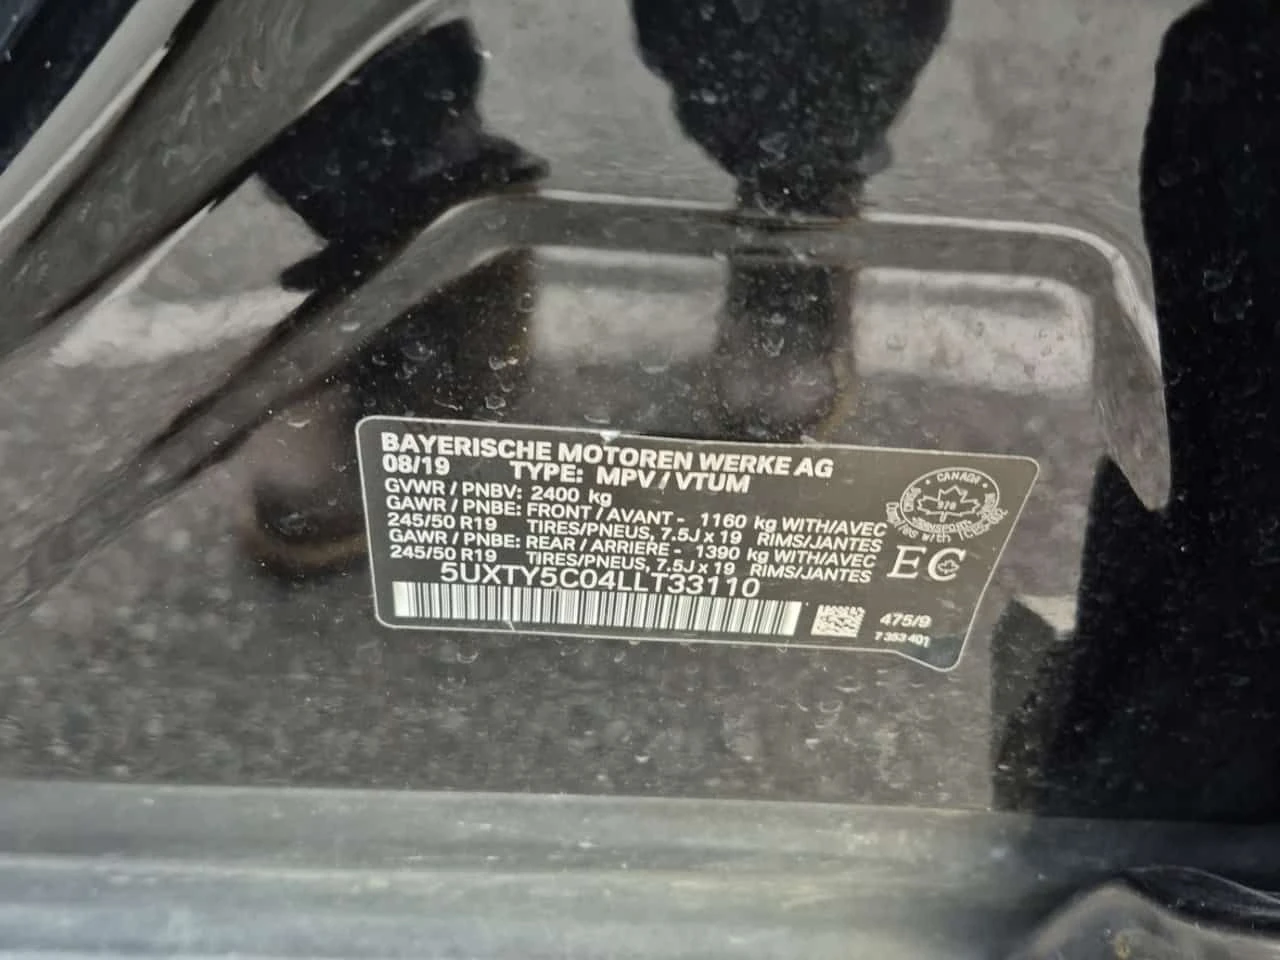 BAYERISCHE MOTOREN WERKE AG
08/19 TYPE: MPV / VTUM
GVWR / PNBV: 2400 kg
GAWR / PNBE: FRONT / AVANT - 1160 kg WITH/AVEC
245/50 R19 TIRES/PNEUS, 7.5J x 19 RIMS/JANTES
GAWR / PNBE: REAR / ARRIÈRE - 1390 kg WITH/AVEC
245/50 R19 TIRES/PNEUS, 7.5J x 19 RIMS/JANTES
5UXTY5C04LLT33110
CANADA
EC
475/9
7 353 401